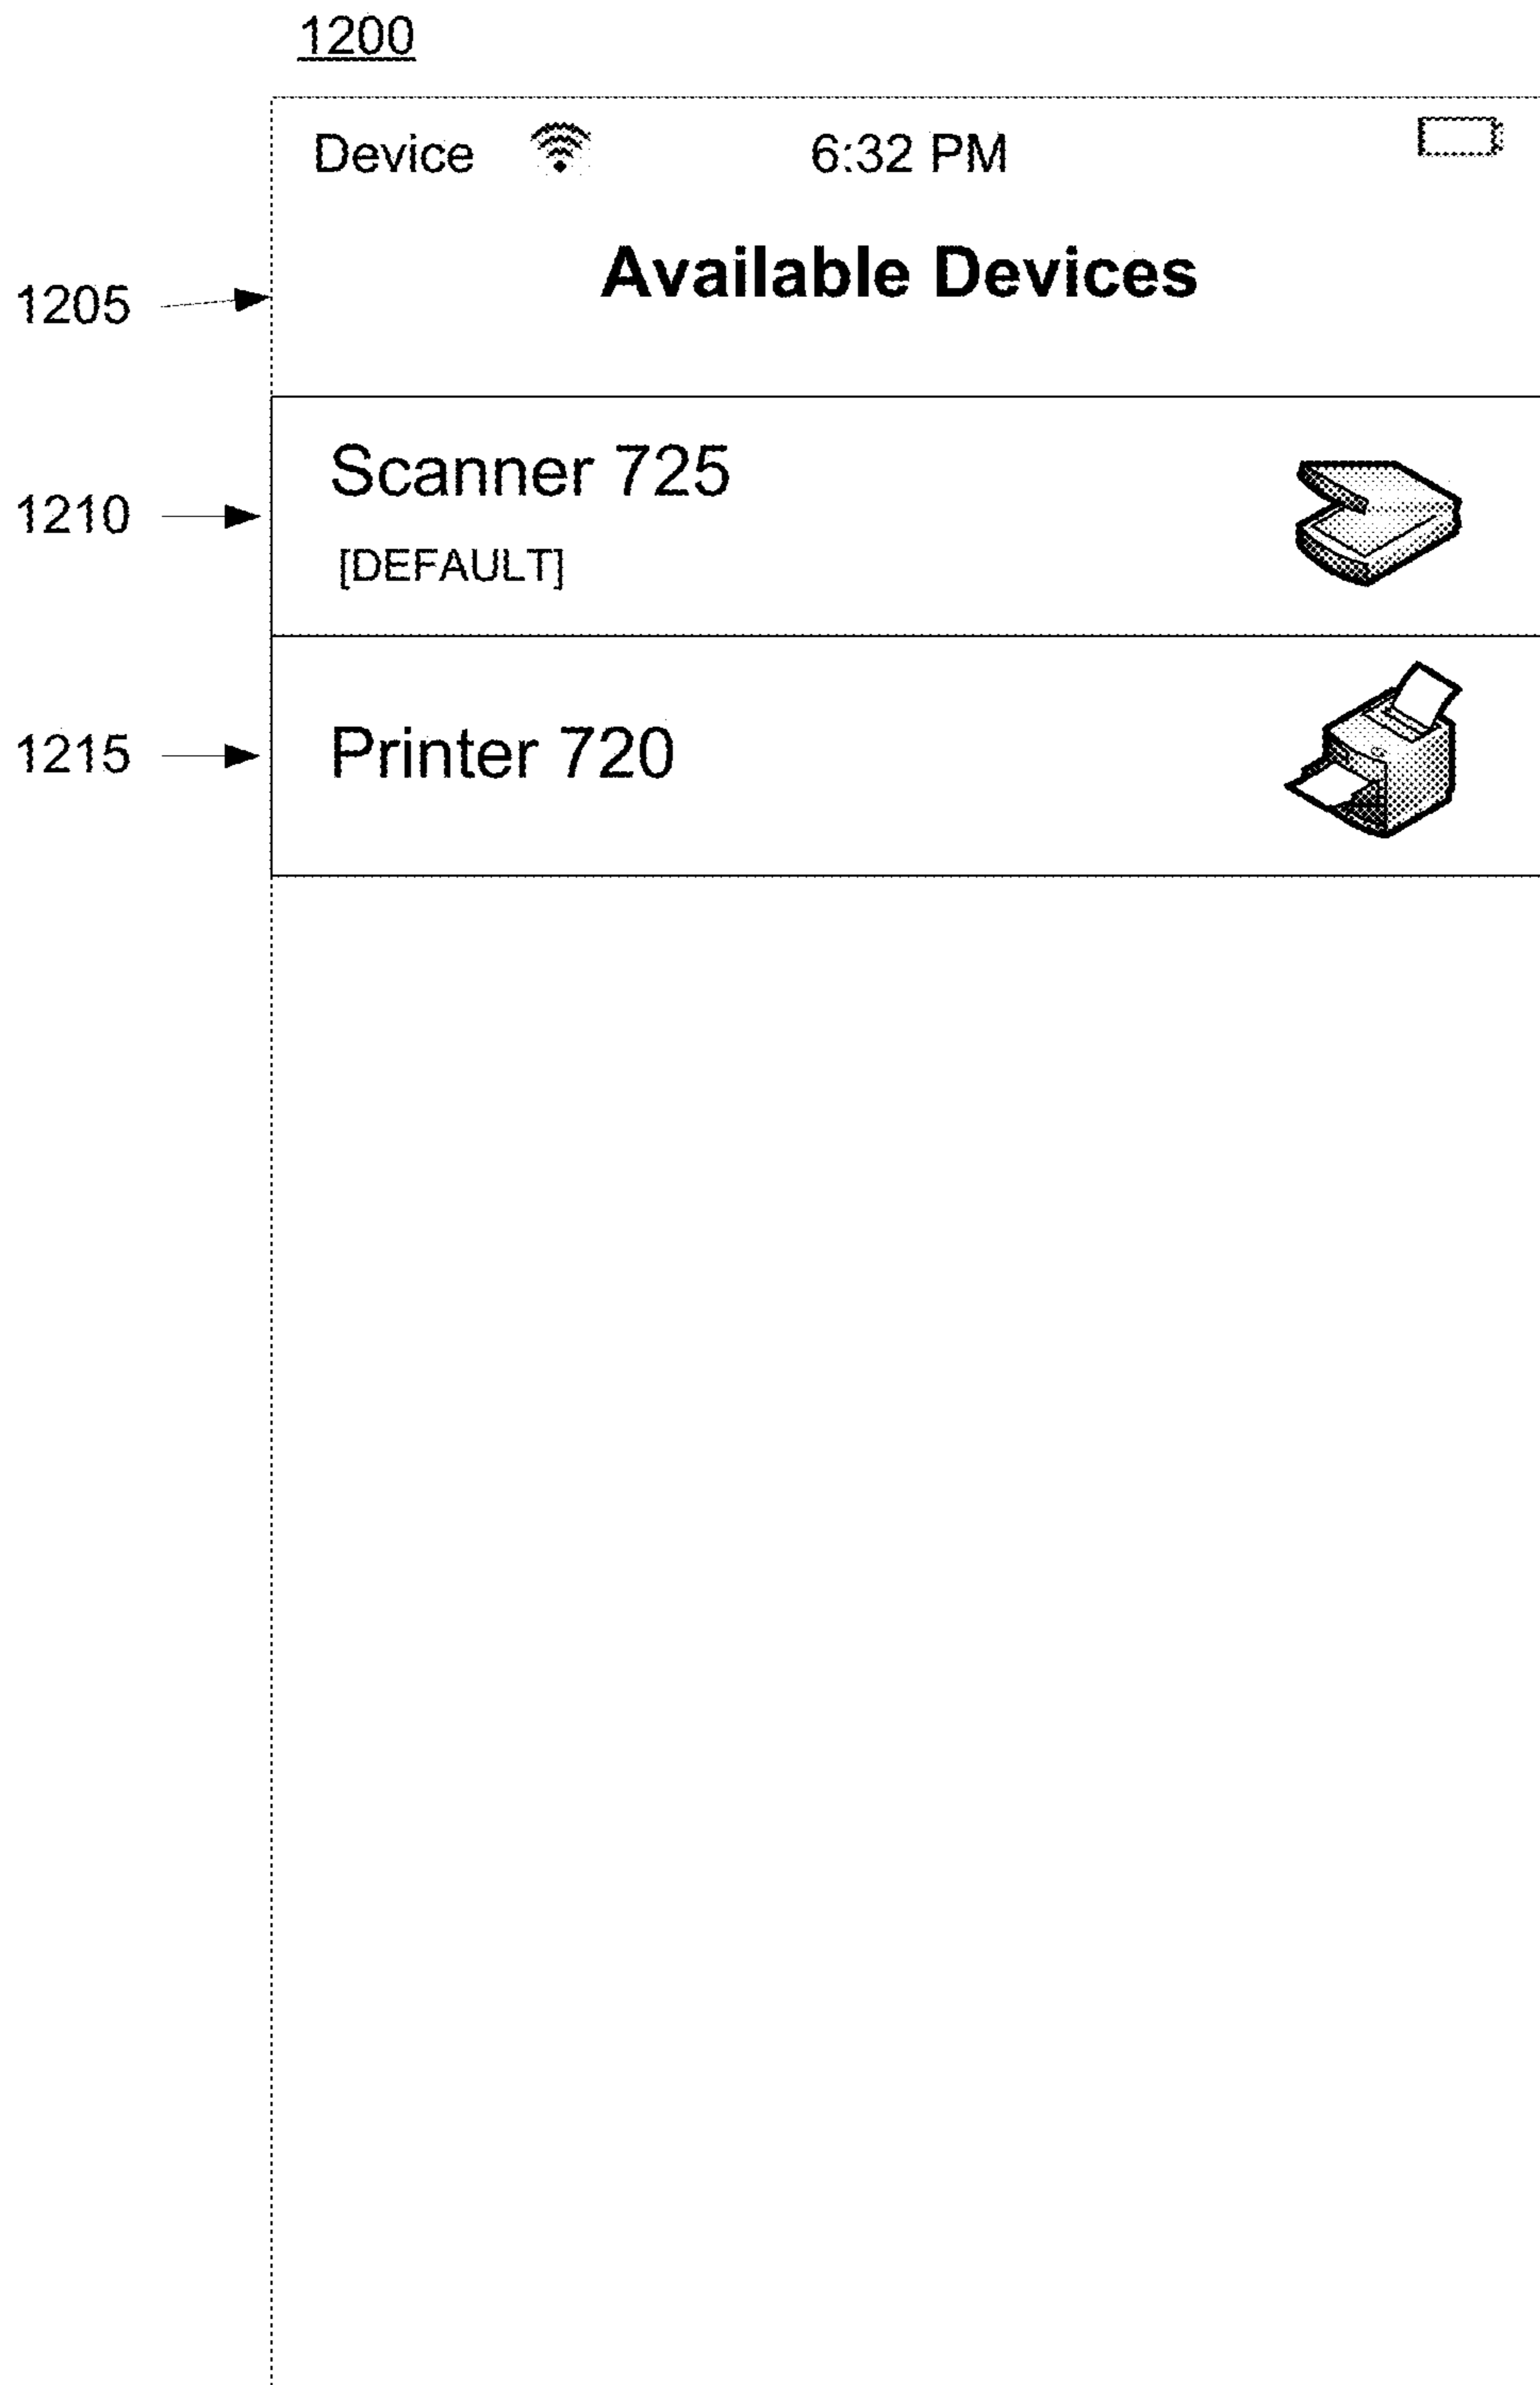 1200
Device 6:32 PM
Available Devices
1205
Scanner 725
1210
[DEFAULT]
1215 Printer 720